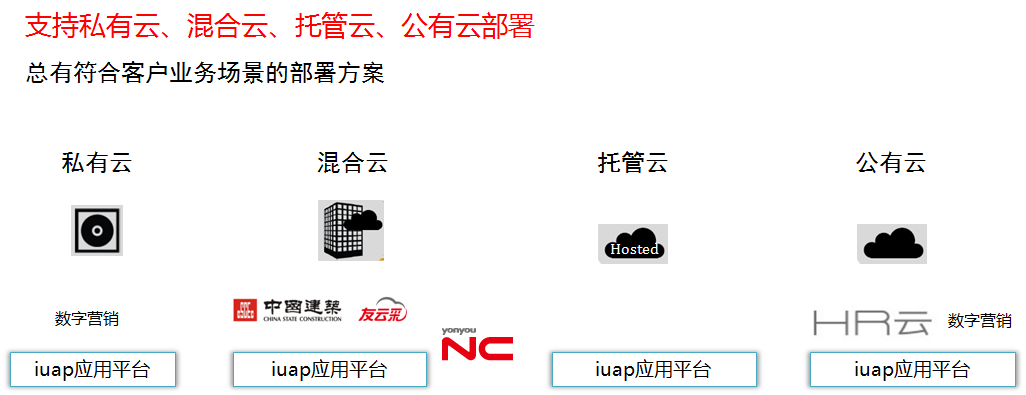 支持私有云、混合云、托管云、公有云部署
总有符合客户业务场景的部署方案
私有云 混合云 托管云 公有云
Hosted
数字营销 中國建築 友云采 HR云 数字营销
CHINA STATE CONSTRUCTION
yonyou
NC
iuap应用平台 iuap应用平台 iuap应用平台 iuap应用平台